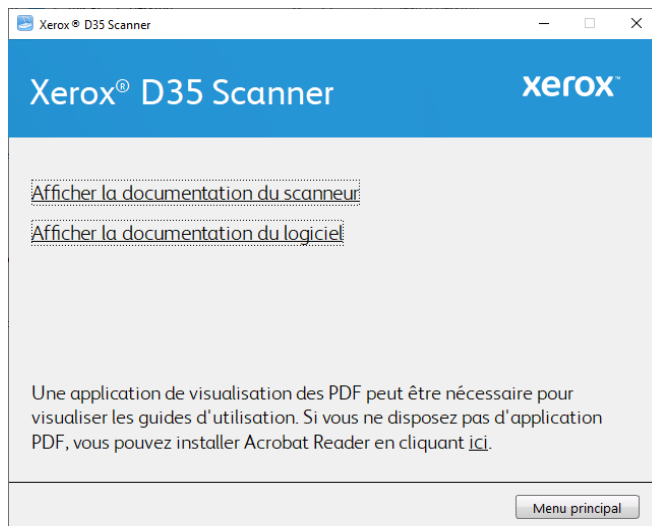 Xerox ® D35 Scanner
Xerox® D35 Scanner
xerox™
Afficher la documentation du scanneur
Afficher la documentation du logiciel
Une application de visualisation des PDF peut être nécessaire pour
visualiser les guides d'utilisation. Si vous ne disposez pas d'application
PDF, vous pouvez installer Acrobat Reader en cliquant ici.
Menu principal